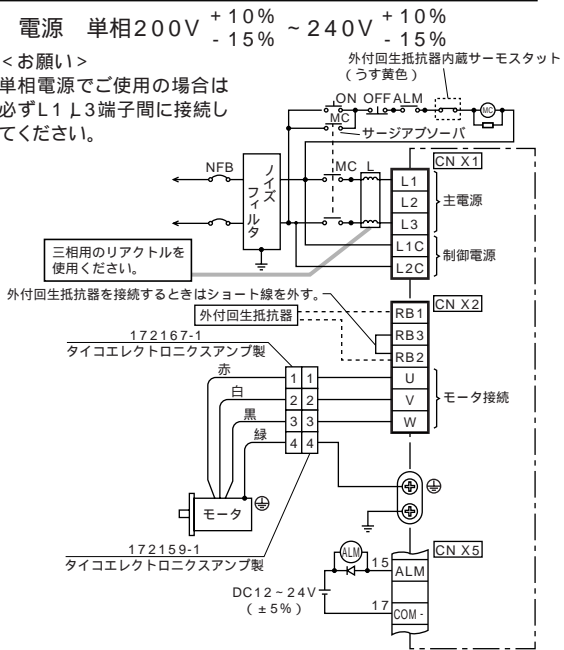 電源 単相200V +10% -15% ~ 240V +10% -15%
<お願い>
単相電源でご使用の場合は
必ずL1, L3端子間に接続し
てください。
外付回生抵抗器内蔵サーモスタット
(うす黄色)
ON OFF ALM
MC
MC
サージアブソーバ
NFB
ノイズフィルタ
MC L
CN X1
L1
L2
L3
主電源
L1C
L2C
制御電源
三相用のリアクトルを
使用ください。
外付回生抵抗器を接続するときはショート線を外す。
外付回生抵抗器
CN X2
RB1
RB3
RB2
U
V
W
モータ接続
172167-1
タイコエレクトロニクスアンプ製
赤
白
黒
緑
1 1
2 2
3 3
4 4
モータ
172159-1
タイコエレクトロニクスアンプ製
ALM
DC12~24V
(±5%)
CN X5
15 ALM
17 COM-